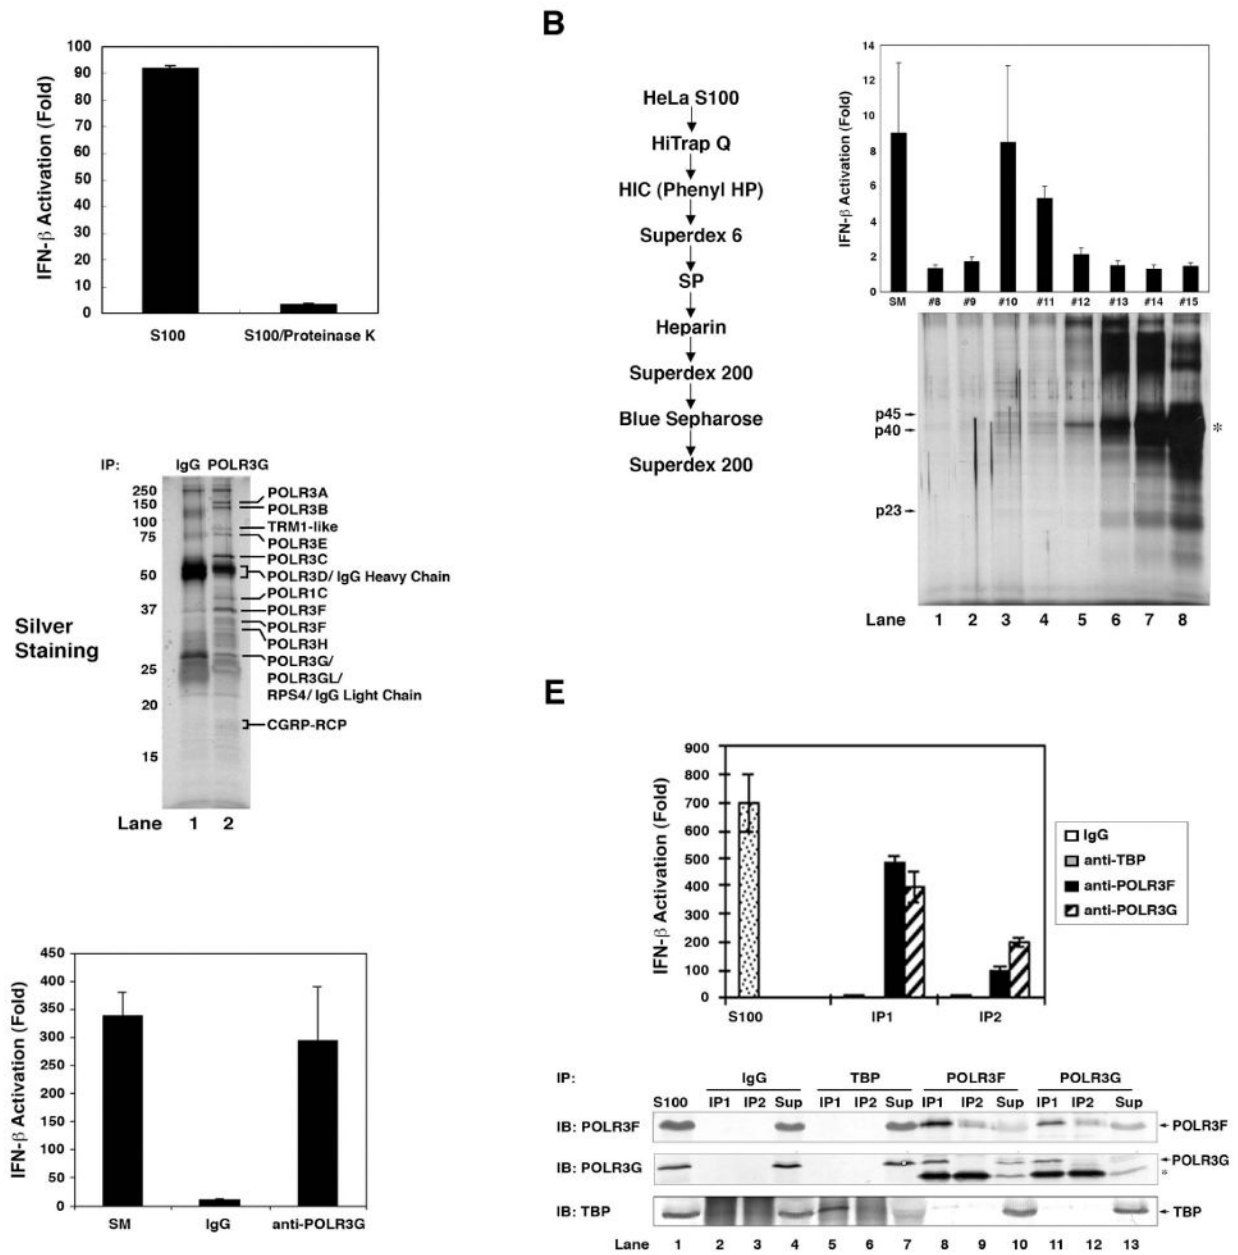 100
90
80
70
60
50
40
30
20
10
0
IFN-β Activation (Fold)
S100 S100/Proteinase K
B
HeLa S100
HiTrap Q
HIC (Phenyl HP)
Superdex 6
SP
Heparin
Superdex 200
Blue Sepharose
Superdex 200
14
12
10
8
6
4
2
0
IFN-β Activation (Fold)
SM #8 #9 #10 #11 #12 #13 #14 #15
p45
p40
p23
*
Lane 1 2 3 4 5 6 7 8
IP: IgG POLR3G
250
150
100
75
50
37
25
20
15
POLR3A
POLR3B
TRM1-like
POLR3E
POLR3C
POLR3D/ IgG Heavy Chain
POLR1C
POLR3F
POLR3F
POLR3H
POLR3G/
POLR3GL/
RPS4/ IgG Light Chain
CGRP-RCP
Silver
Staining
Lane 1 2
450
400
350
300
250
200
150
100
50
0
IFN-β Activation (Fold)
SM IgG anti-POLR3G
E
900
800
700
600
500
400
300
200
100
0
IFN-β Activation (Fold)
S100 IP1 IP2
IgG
anti-TBP
anti-POLR3F
anti-POLR3G
IP: IgG TBP POLR3F POLR3G
S100 IP1 IP2 Sup IP1 IP2 Sup IP1 IP2 Sup IP1 IP2 Sup
IB: POLR3F POLR3F
IB: POLR3G POLR3G
*
IB: TBP TBP
Lane 1 2 3 4 5 6 7 8 9 10 11 12 13